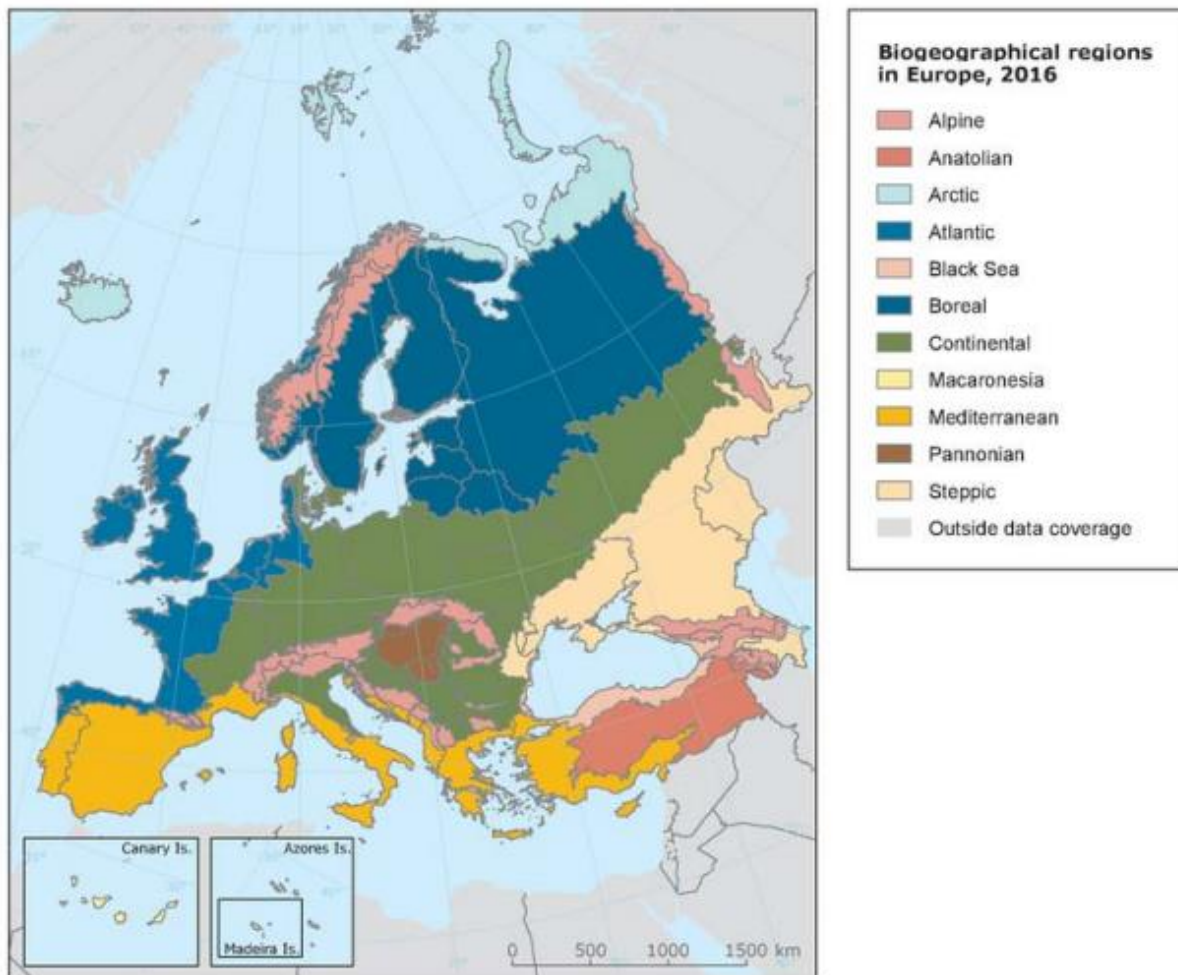 Biogeographical regions
in Europe, 2016
Alpine
Anatolian
Arctic
Atlantic
Black Sea
Boreal
Continental
Macaronesia
Mediterranean
Pannonian
Steppic
Outside data coverage
Canary Is.
Azores Is.
Madeira Is.
0 500 1000 1500 km